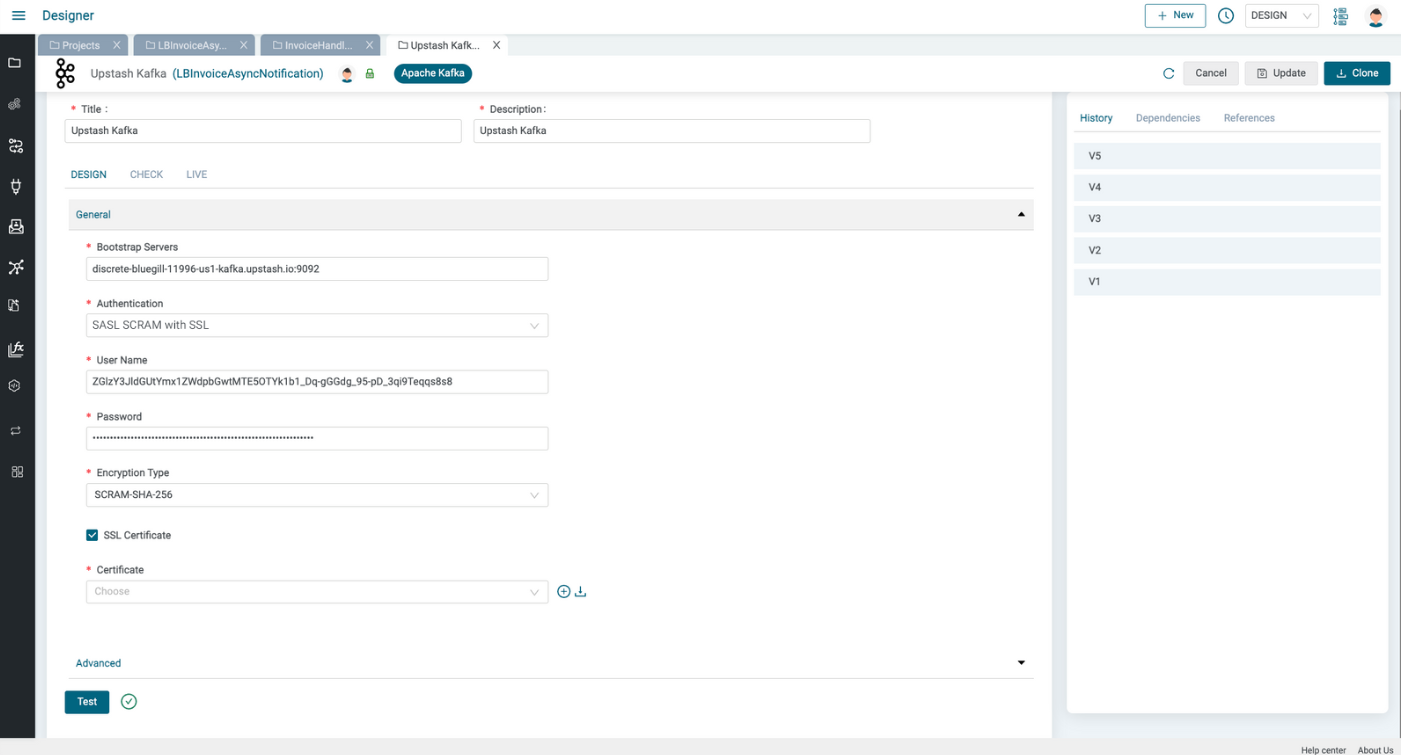 Designer
New
DESIGN
Projects
LBInvoiceAsy...
InvoiceHandl...
Upstash Kafk...
Upstash Kafka (LBInvoiceAsyncNotification)
Apache Kafka
Cancel
Update
Clone
* Title :
Upstash Kafka
* Description :
Upstash Kafka
DESIGN
CHECK
LIVE
General
* Bootstrap Servers
discrete-bluegill-11996-us1-kafka.upstash.io:9092
* Authentication
SASL SCRAM with SSL
* User Name
ZGlzY3JldGUtYmx1ZWdpbGwtMTE5OTYk1b1_Dq-gGGdg_95-pD_3qi9Teqqs8s8
* Password
* Encryption Type
SCRAM-SHA-256
SSL Certificate
* Certificate
Choose
Advanced
Test
History
Dependencies
References
V5
V4
V3
V2
V1
Help center
About Us